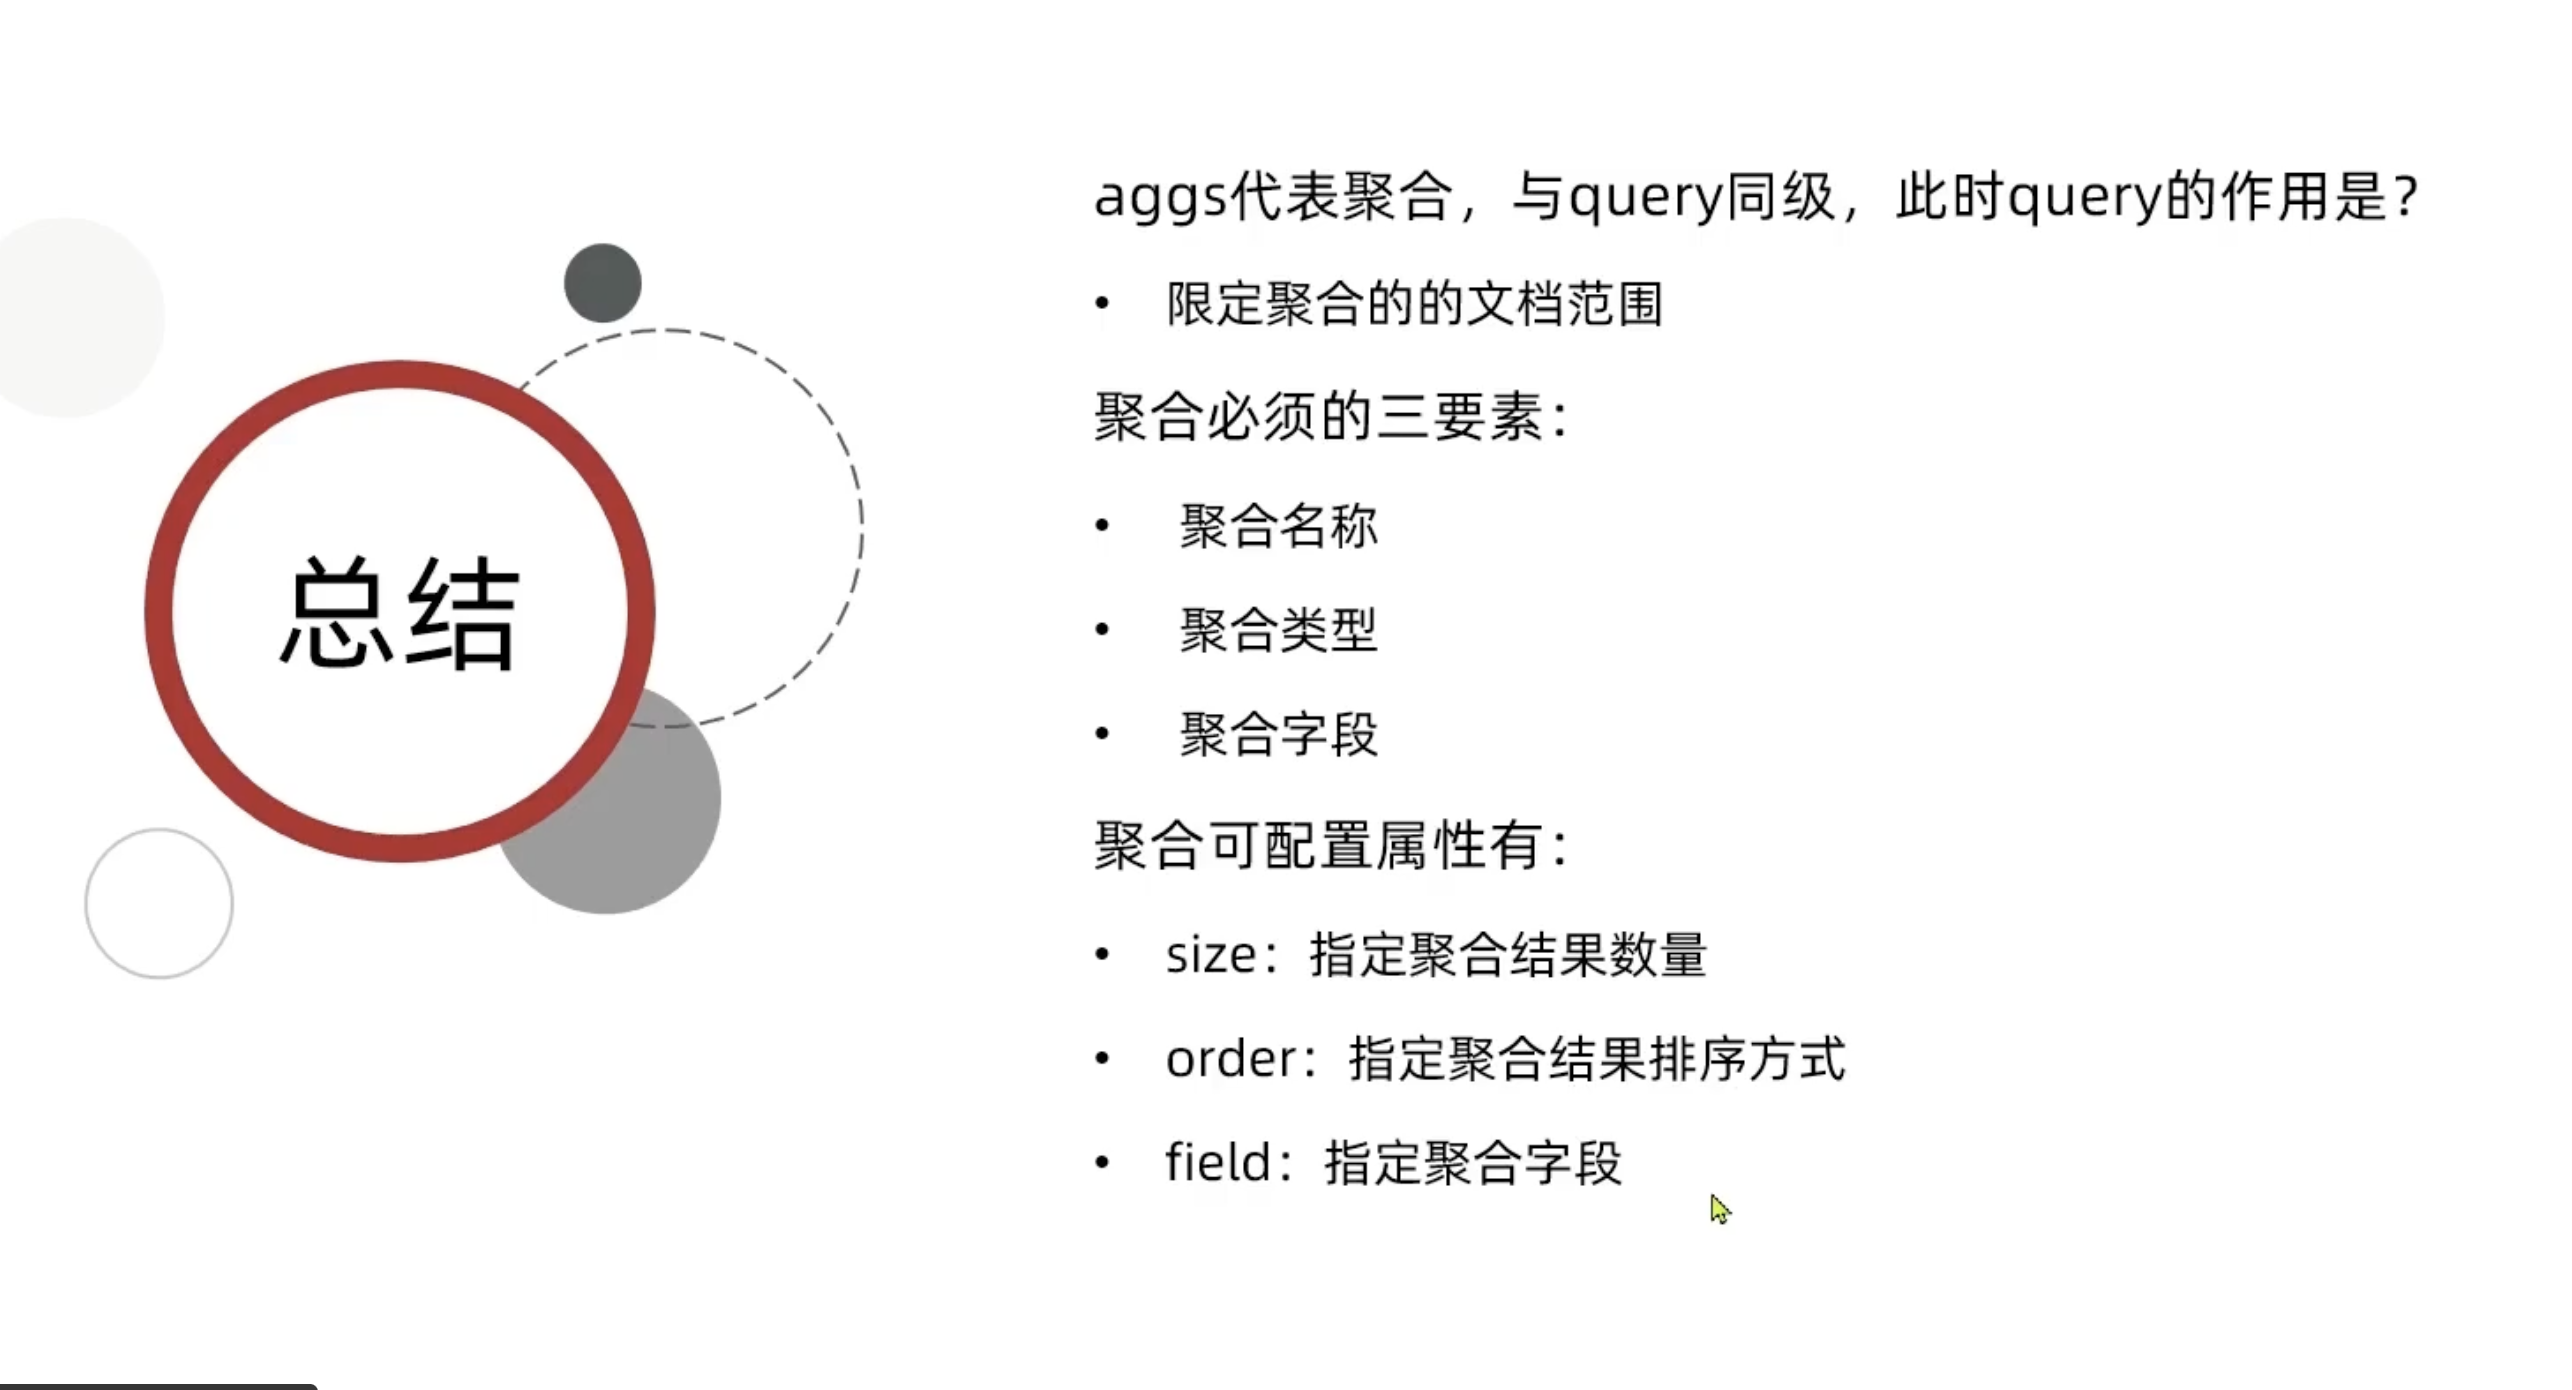 总结
aggs代表聚合，与query同级，此时query的作用是？
• 限定聚合的的文档范围
聚合必须的三要素：
• 聚合名称
• 聚合类型
• 聚合字段
聚合可配置属性有：
• size：指定聚合结果数量
• order：指定聚合结果排序方式
• field：指定聚合字段